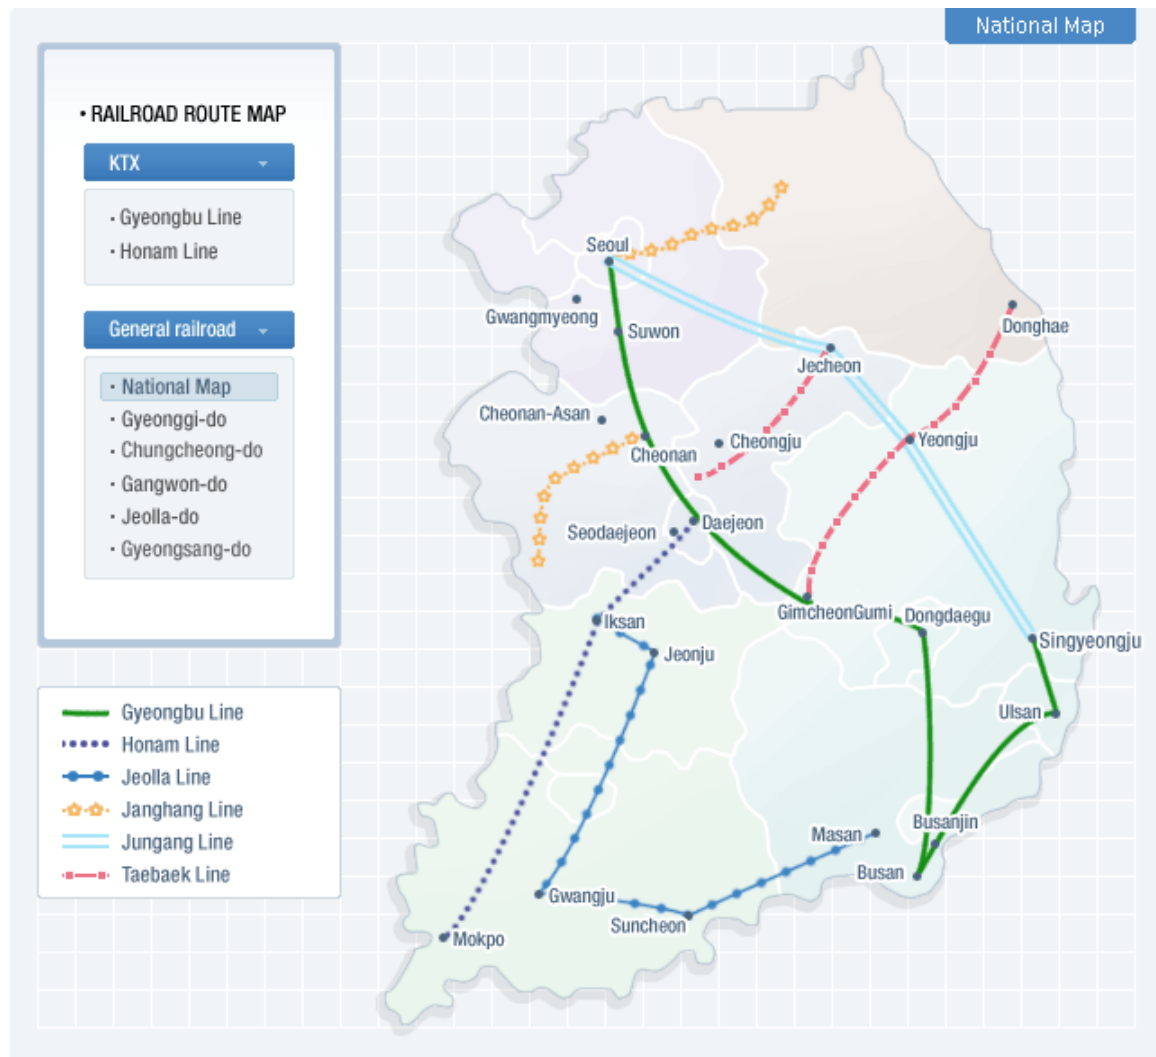 National Map
• RAILROAD ROUTE MAP
KTX
· Gyeongbu Line
· Honam Line
General railroad
· National Map
· Gyeonggi-do
· Chungcheong-do
· Gangwon-do
· Jeolla-do
· Gyeongsang-do
Gyeongbu Line
Honam Line
Jeolla Line
Janghang Line
Jungang Line
Taebaek Line
Seoul
Gwangmyeong
Suwon
Donghae
Jecheon
Cheonan-Asan
Cheongju
Yeongju
Cheonan
Daejeon
Seodaejeon
GimcheonGumi
Dongdaegu
Iksan
Jeonju
Singyeongju
Ulsan
Busanjin
Masan
Busan
Gwangju
Suncheon
Mokpo